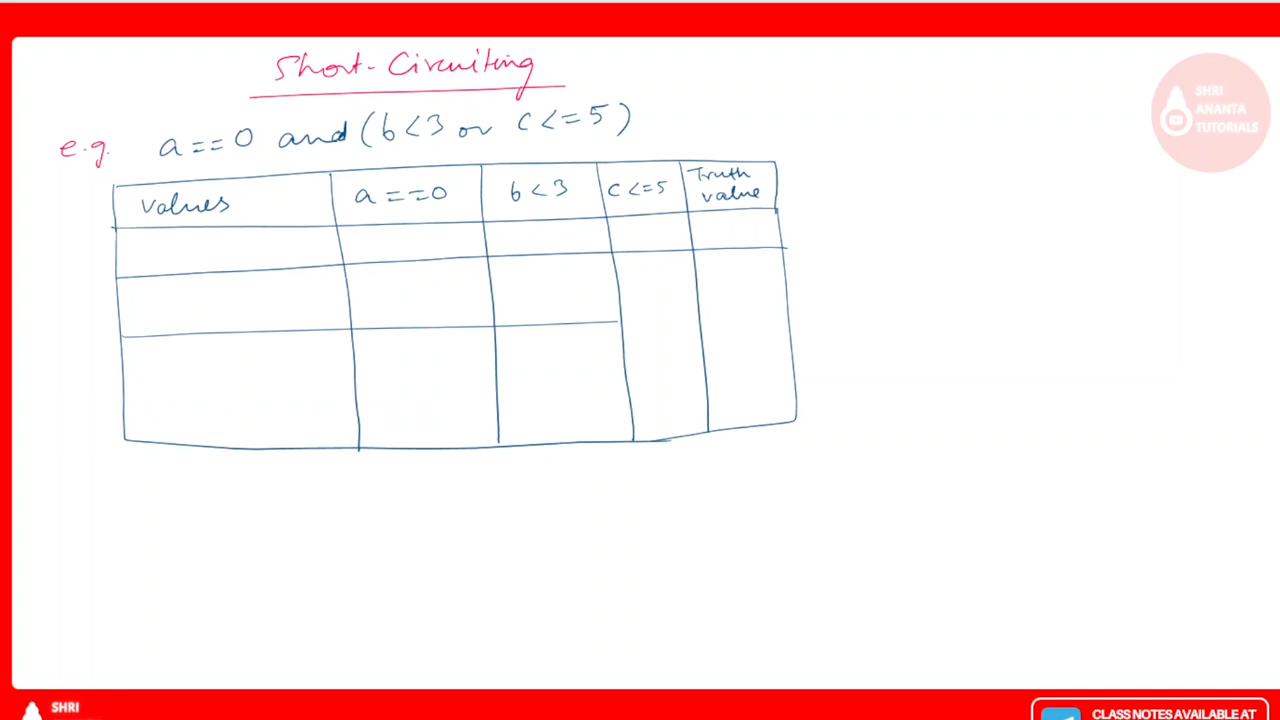 Short-Circuiting
e.g. a==0 and (b<3 or c<=5)
values a==0 b<3 c<=5 Truth value
SHRI
ANANTA
TUTORIALS
SHRI
CLASS NOTES AVAILABLE AT